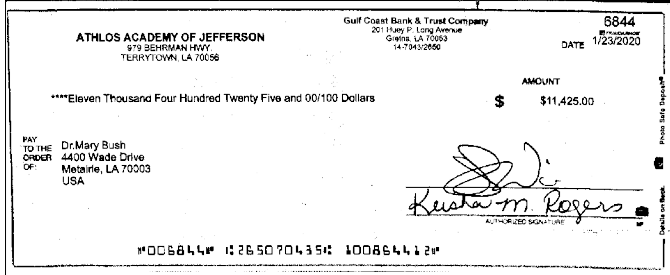 ATHLOS ACADEMY OF JEFFERSON
979 BEHRMAN HWY.
TERRYTOWN, LA 70056
Gulf Coast Bank & Trust Company
201 Huey P. Long Avenue
Gretna, LA 70053
14-7043/2650
6844
DATE 1/23/2020
AMOUNT
****Eleven Thousand Four Hundred Twenty Five and 00/100 Dollars
$ $11,425.00
PAY
TO THE
ORDER
OF:
Dr.Mary Bush
4400 Wade Drive
Metairie, LA 70003
USA
Keisha M. Rogers
AUTHORIZED SIGNATURE
Photo Safe Deposit
Details on Back
⑈006844⑈ ⑆265070435⑆ 100864412⑈